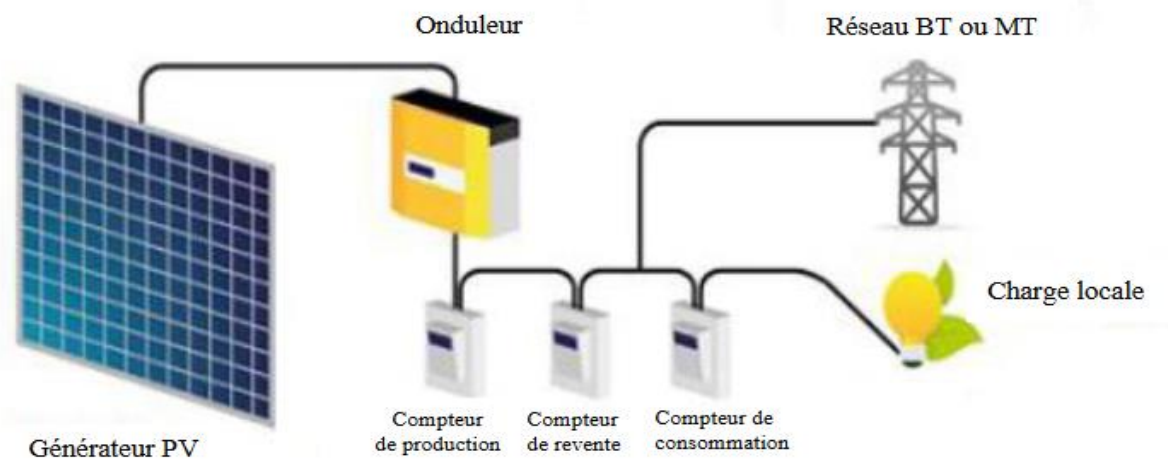 Onduleur
Réseau BT ou MT
Charge locale
Compteur
de production
Compteur
de revente
Compteur de
consommation
Générateur PV